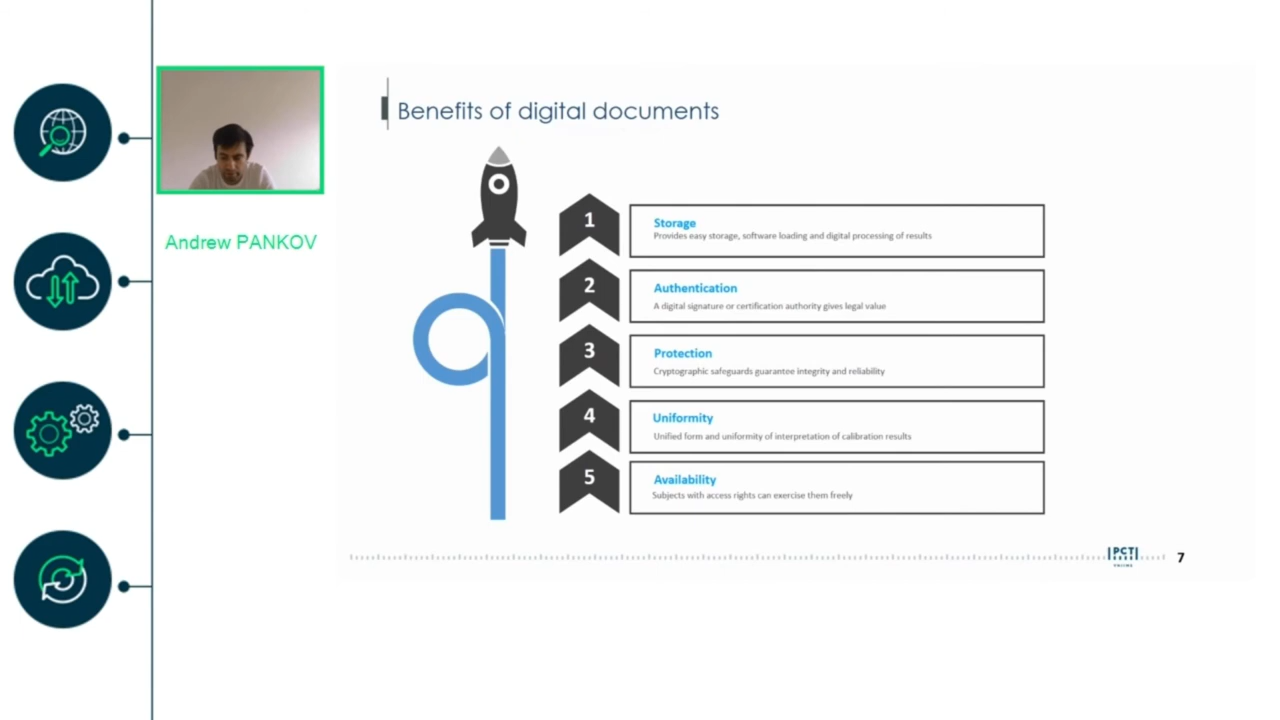 Benefits of digital documents
Andrew PANKOV
1
Storage
Provides easy storage, software loading and digital processing of results
2
Authentication
A digital signature or certification authority gives legal value
3
Protection
Cryptographic safeguards guarantee integrity and reliability
4
Uniformity
Unified form and uniformity of interpretation of calibration results
5
Availability
Subjects with access rights can exercise them freely
PCT
7